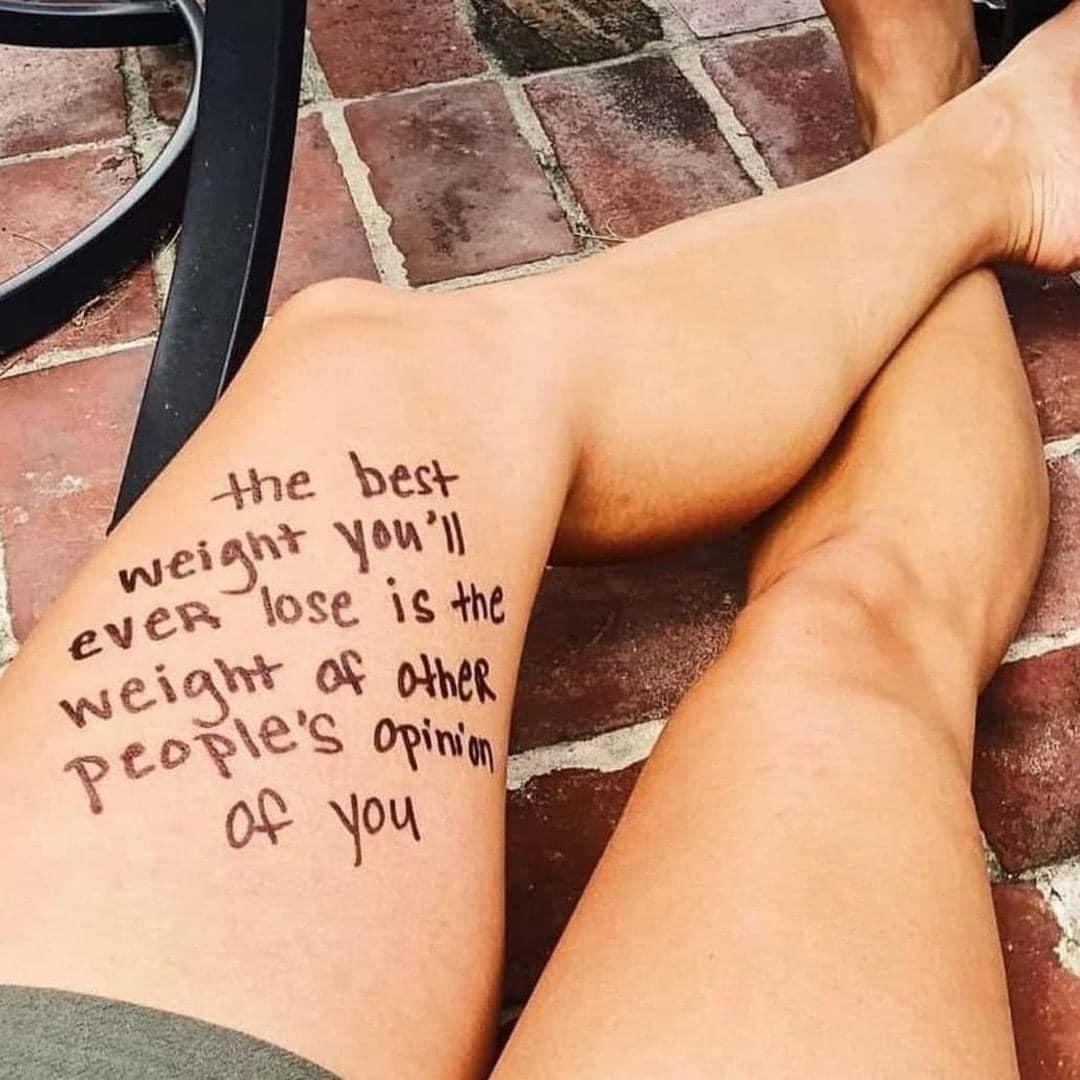 the best
weight you'll
ever lose is the
weight of other
people's opinion
of you